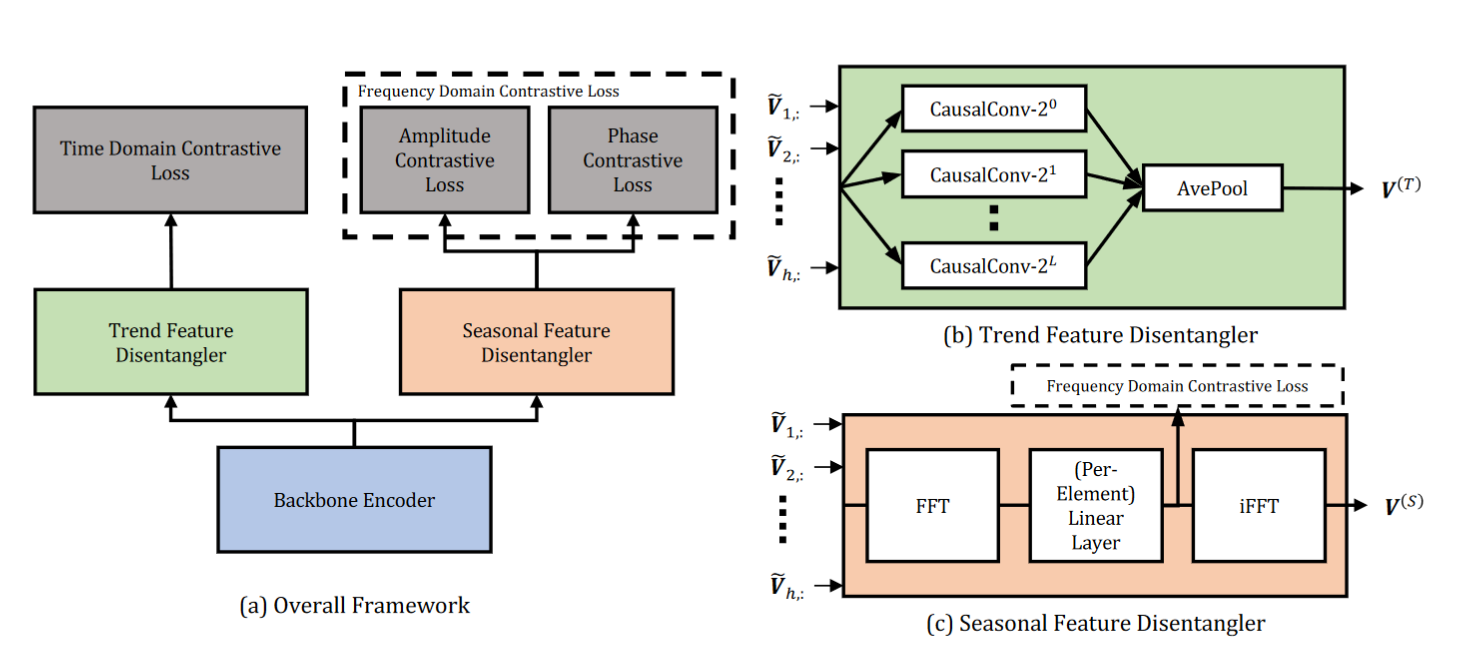 Frequency Domain Contrastive Loss
Time Domain Contrastive
Loss
Amplitude
Contrastive
Loss
Phase
Contrastive
Loss
Trend Feature
Disentangler
Seasonal Feature
Disentangler
Backbone Encoder
(a) Overall Framework
Ṽ₁,:
Ṽ₂,:
Ṽₕ,:
CausalConv-2⁰
CausalConv-2¹
CausalConv-2ᴸ
AvePool
V⁽ᵀ⁾
(b) Trend Feature Disentangler
Frequency Domain Contrastive Loss
Ṽ₁,:
Ṽ₂,:
Ṽₕ,:
FFT
(Per-
Element)
Linear
Layer
iFFT
V⁽ˢ⁾
(c) Seasonal Feature Disentangler